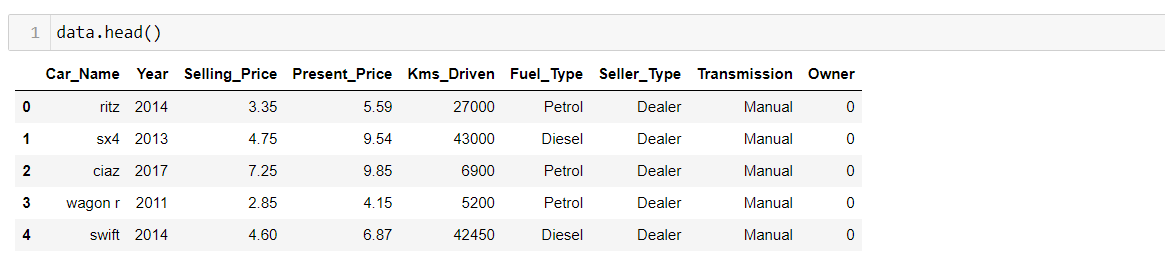 1 data.head()
Car_Name Year Selling_Price Present_Price Kms_Driven Fuel_Type Seller_Type Transmission Owner
0 ritz 2014 3.35 5.59 27000 Petrol Dealer Manual 0
1 sx4 2013 4.75 9.54 43000 Diesel Dealer Manual 0
2 ciaz 2017 7.25 9.85 6900 Petrol Dealer Manual 0
3 wagon r 2011 2.85 4.15 5200 Petrol Dealer Manual 0
4 swift 2014 4.60 6.87 42450 Diesel Dealer Manual 0